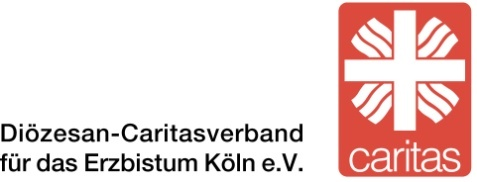 Diözesan-Caritasverband
für das Erzbistum Köln e.V.
caritas